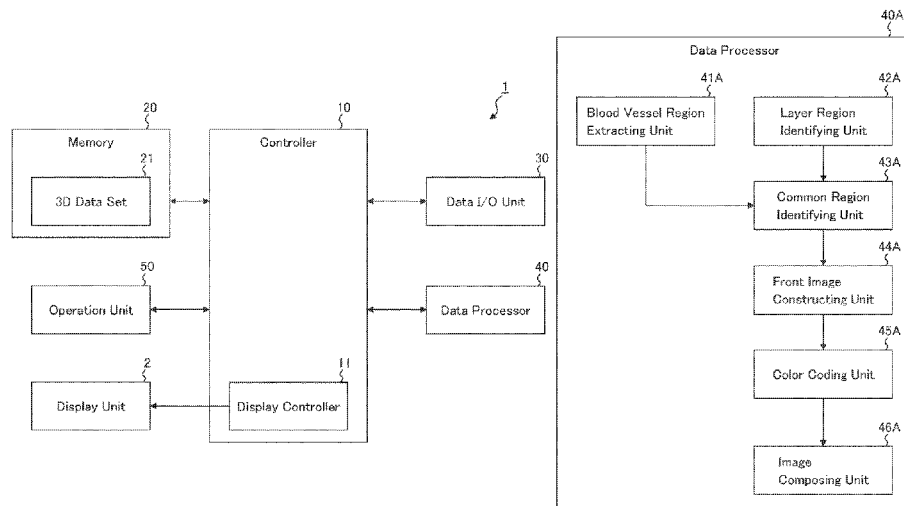 1
20
Memory
21
3D Data Set
10
Controller
30
Data I/O Unit
50
Operation Unit
40
Data Processor
2
Display Unit
11
Display Controller
40A
Data Processor
41A
Blood Vessel Region
Extracting Unit
42A
Layer Region
Identifying Unit
43A
Common Region
Identifying Unit
44A
Front Image
Constructing Unit
45A
Color Coding Unit
46A
Image
Composing Unit